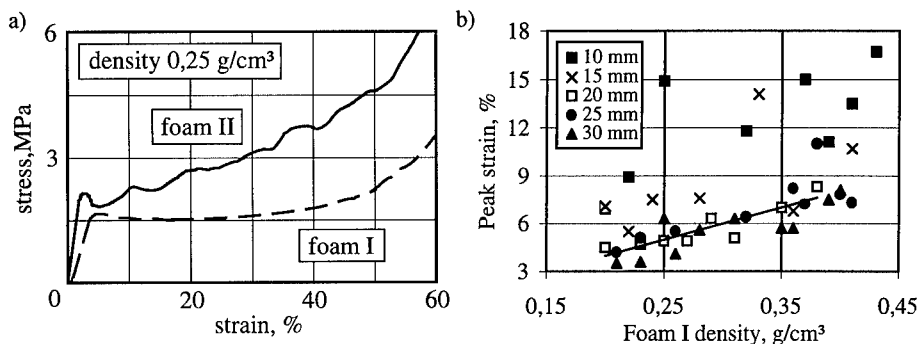 a)
stress,MPa
6
3
0
density 0,25 g/cm³
foam II
foam I
0
20
40
60
strain, %
b)
Peak strain, %
18
15
12
9
6
3
10 mm
15 mm
20 mm
25 mm
30 mm
0,15
0,25
0,35
0,45
Foam I density, g/cm³